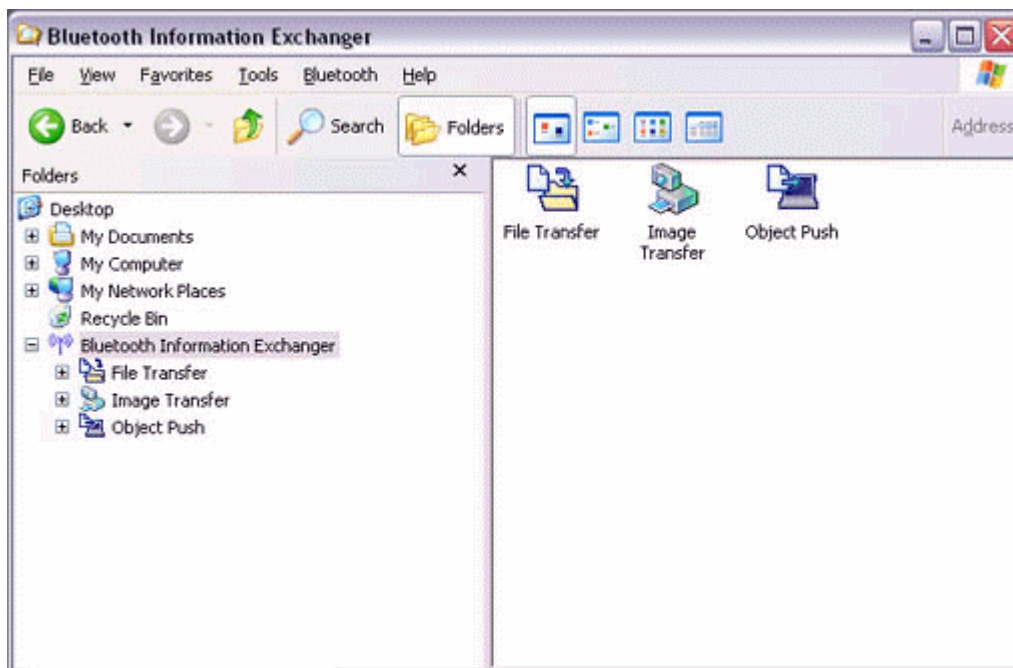 Bluetooth Information Exchanger
File View Favorites Tools Bluetooth Help
Back Search Folders Address
Folders
Desktop
My Documents
My Computer
My Network Places
Recycle Bin
Bluetooth Information Exchanger
File Transfer
Image Transfer
Object Push
File Transfer
Image
Transfer
Object Push